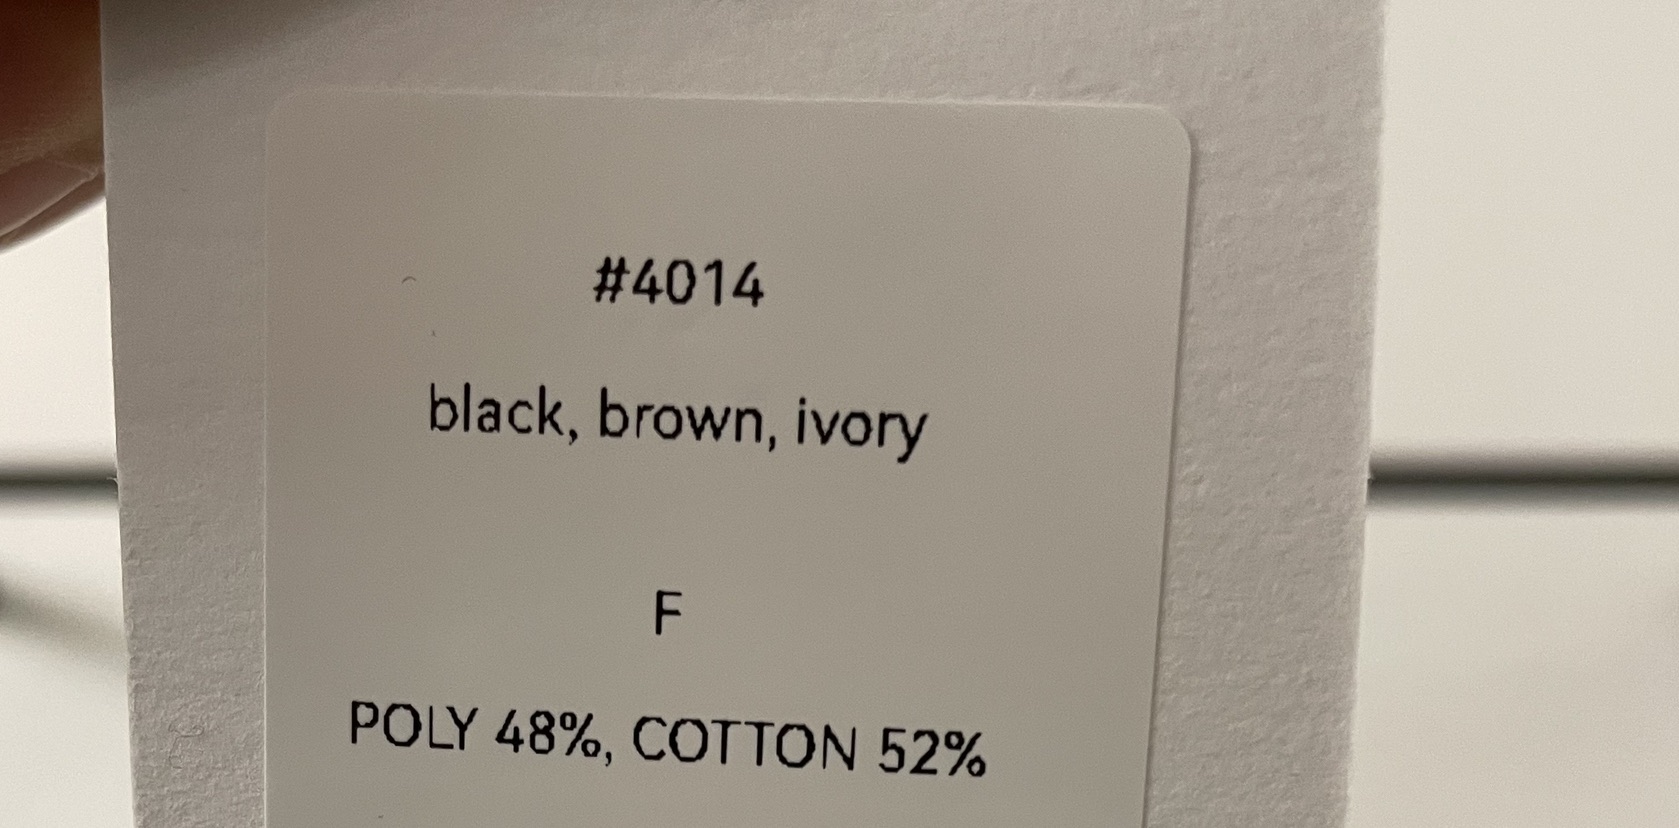 #4014
black, brown, ivory
F
POLY 48%, COTTON 52%